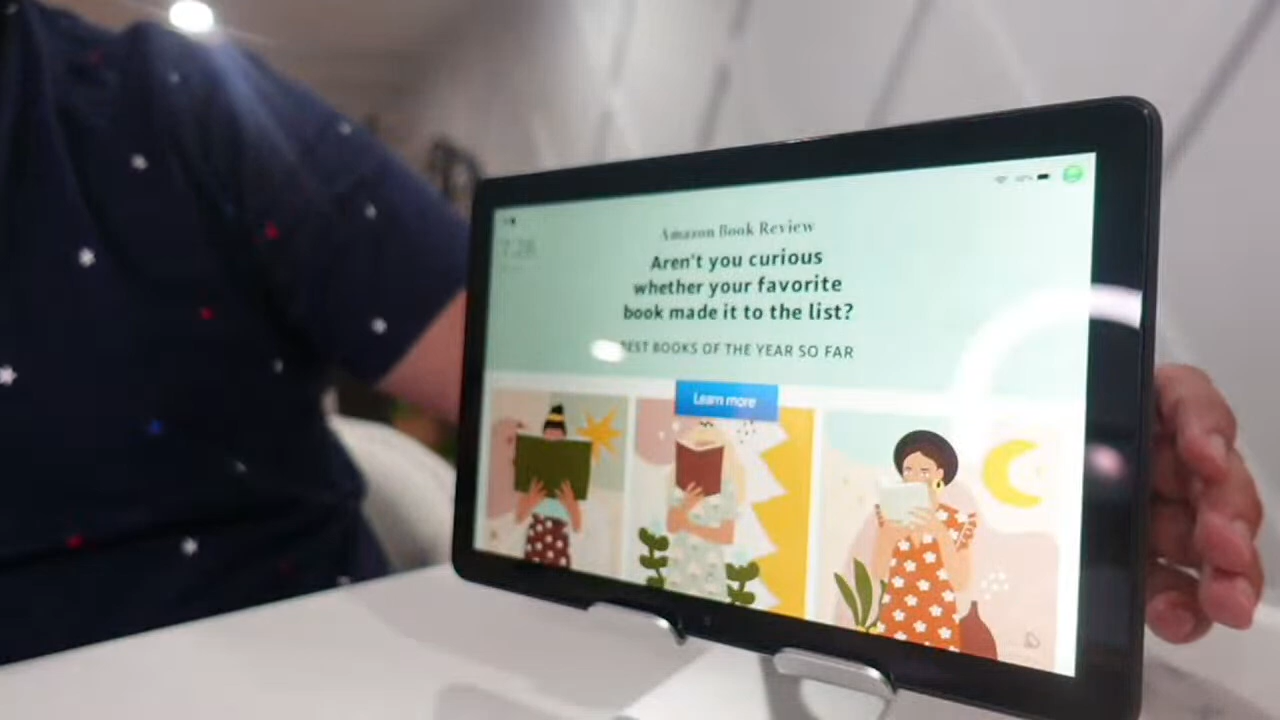 Amazon Book Review
Aren't you curious
whether your favorite
book made it to the list?
BEST BOOKS OF THE YEAR SO FAR
Learn more